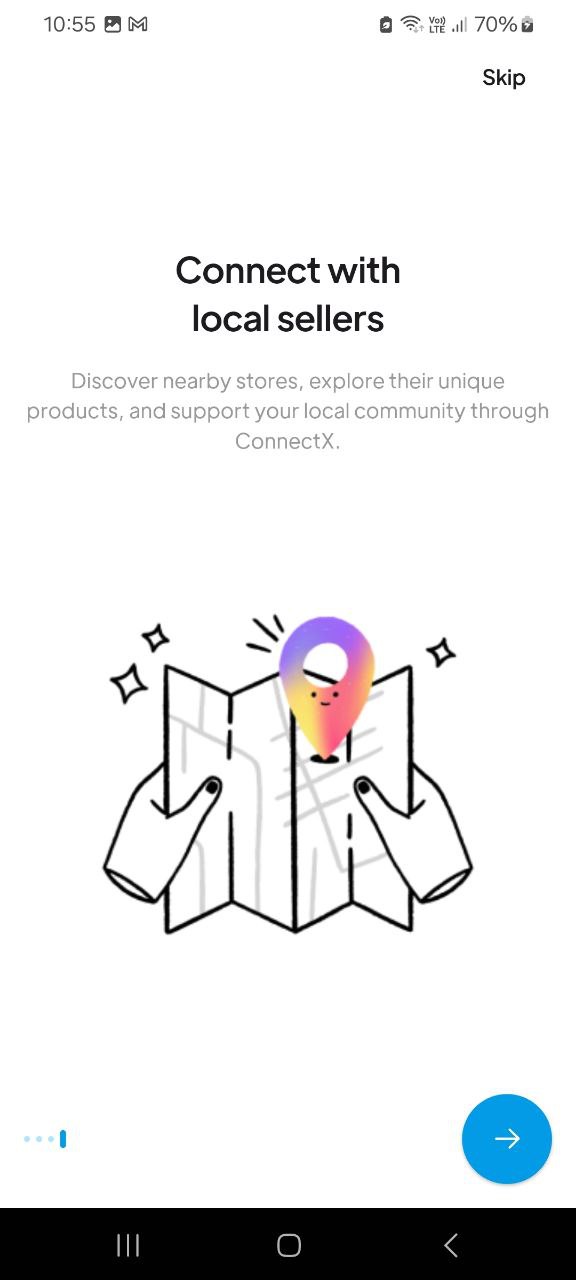 10:55
Vo))
LTE
70%
Skip
Connect with
local sellers
Discover nearby stores, explore their unique
products, and support your local community through
ConnectX.